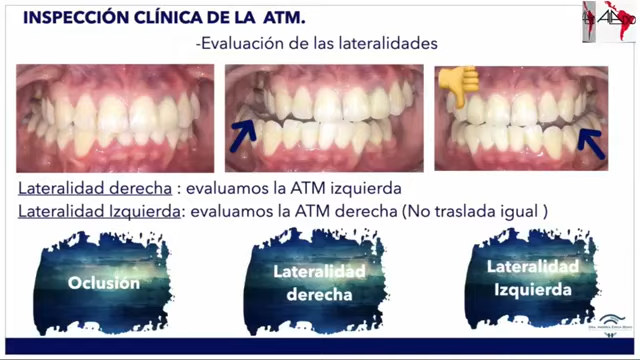 INSPECCIÓN CLÍNICA DE LA ATM.
-Evaluación de las lateralidades
Lateralidad derecha : evaluamos la ATM izquierda
Lateralidad Izquierda: evaluamos la ATM derecha (No traslada igual )
Oclusión
Lateralidad
derecha
Lateralidad
Izquierda